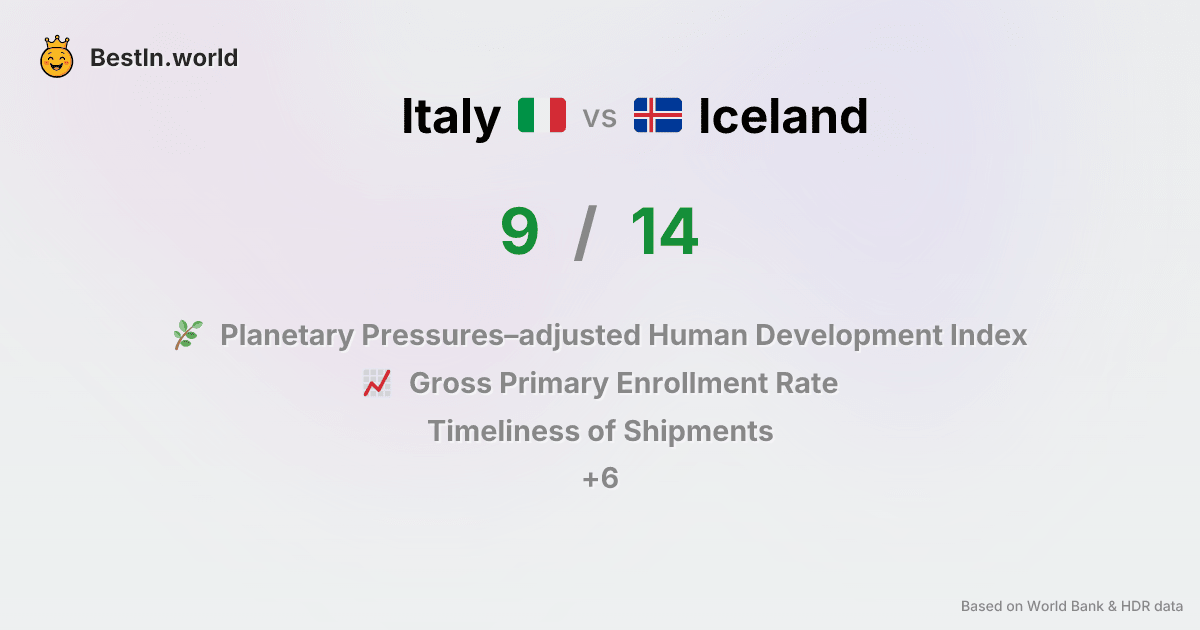 BestIn.world
Italy vs Iceland
9 / 14
Planetary Pressures–adjusted Human Development Index
Gross Primary Enrollment Rate
Timeliness of Shipments
+6
Based on World Bank & HDR data